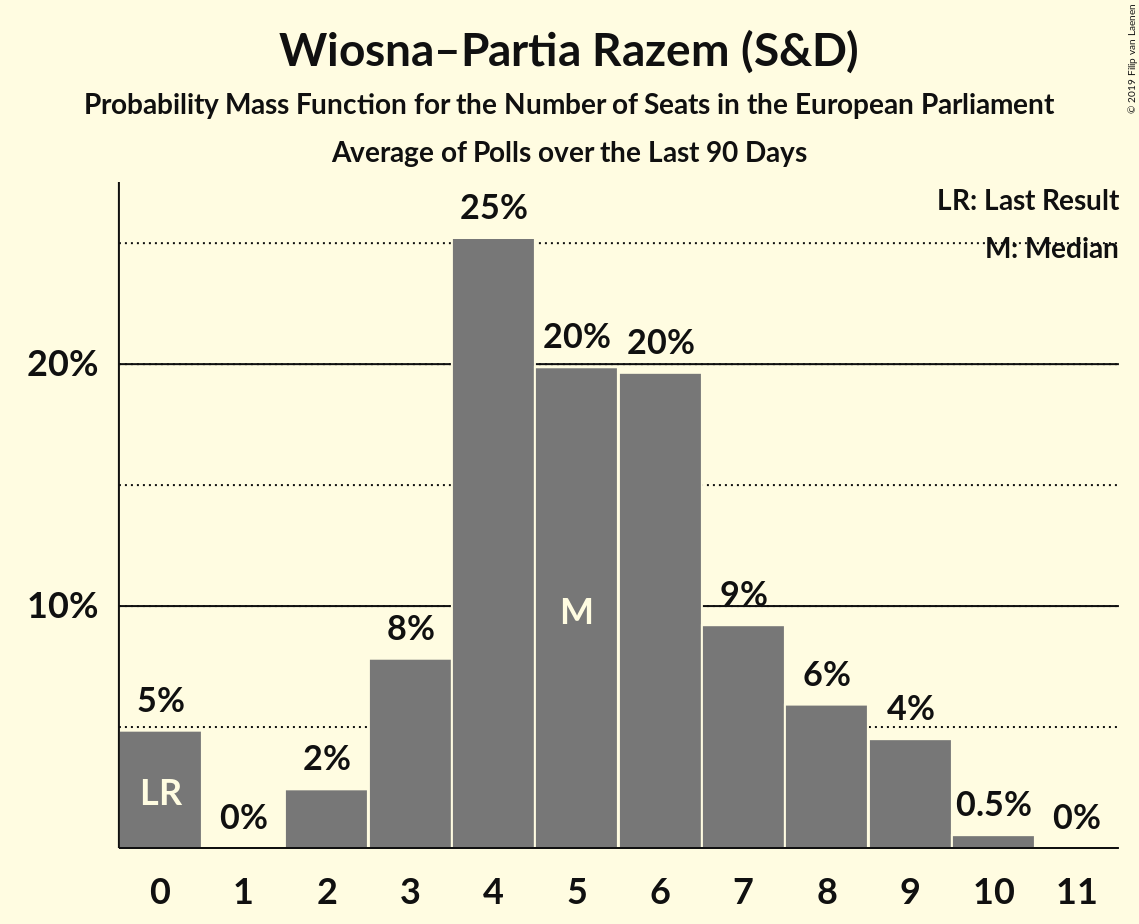 Wiosna–Partia Razem (S&D)
Probability Mass Function for the Number of Seats in the European Parliament
Average of Polls over the Last 90 Days
© 2019 Filip van Laenen
LR: Last Result
M: Median
25%
20%
20%
20%
10%
9%
8%
6%
5%
4%
2%
0%
0.5%
0%
M
LR
0 1 2 3 4 5 6 7 8 9 10 11